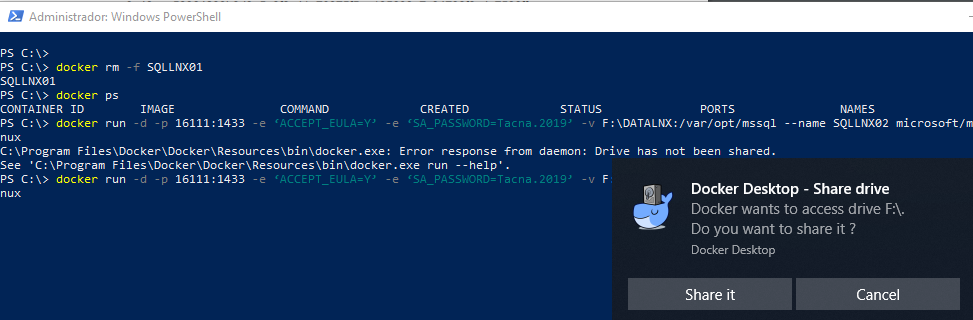 Administrador: Windows PowerShell
PS C:\>
PS C:\> docker rm -f SQLLNX01
SQLLNX01
PS C:\> docker ps
CONTAINER ID IMAGE COMMAND CREATED STATUS PORTS NAMES
PS C:\> docker run -d -p 16111:1433 -e ‘ACCEPT_EULA=Y’ -e ‘SA_PASSWORD=Tacna.2019’ -v F:\DATALNX:/var/opt/mssql --name SQLLNX02 microsoft/m
nux
C:\Program Files\Docker\Docker\Resources\bin\docker.exe: Error response from daemon: Drive has not been shared.
See 'C:\Program Files\Docker\Docker\Resources\bin\docker.exe run --help'.
PS C:\> docker run -d -p 16111:1433 -e ‘ACCEPT_EULA=Y’ -e ‘SA_PASSWORD=Tacna.2019’ -v F:
nux
Docker Desktop - Share drive
Docker wants to access drive F:\.
Do you want to share it ?
Docker Desktop
Share it
Cancel